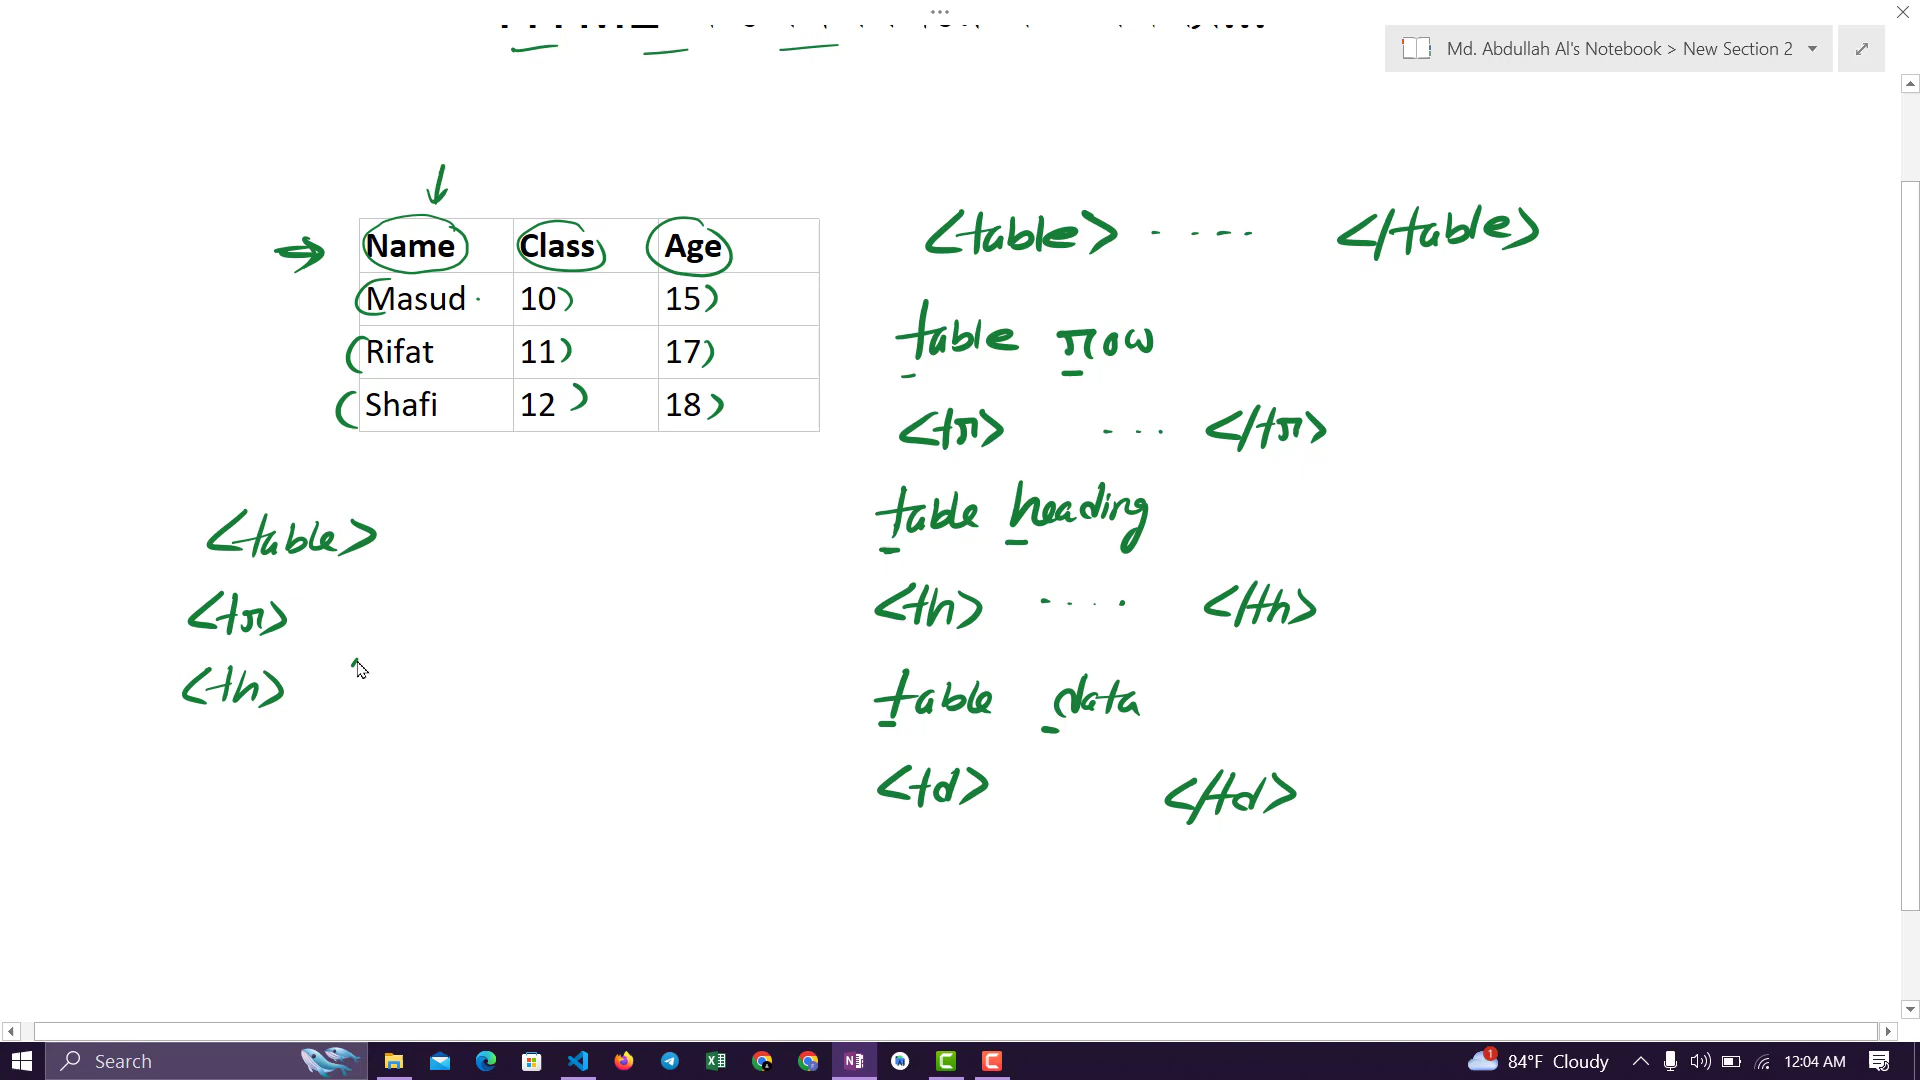 Md. Abdullah Al's Notebook > New Section 2
Name Class Age
Masud 10 15
Rifat 11 17
Shafi 12 18
<table>
<tr>
<th>
<table> .... </table>
table row
<tr> ... </tr>
table heading
<th> .... </th>
table data
<td> </td>
Search
84°F Cloudy
12:04 AM